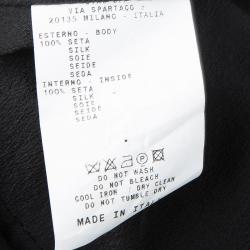 VIA SPARTACO
20135 MILANO - ITALIA
ESTERNO - BODY
100% SETA
SILK
SOIE
SEIDE
SEDA
INTERNO - INSIDE
100% SETA
SILK
SOIE
SEIDE
SEDA
DO NOT WASH
DO NOT BLEACH
COOL IRON / DRY CLEAN
DO NOT TUMBLE DRY
MADE IN ITALY